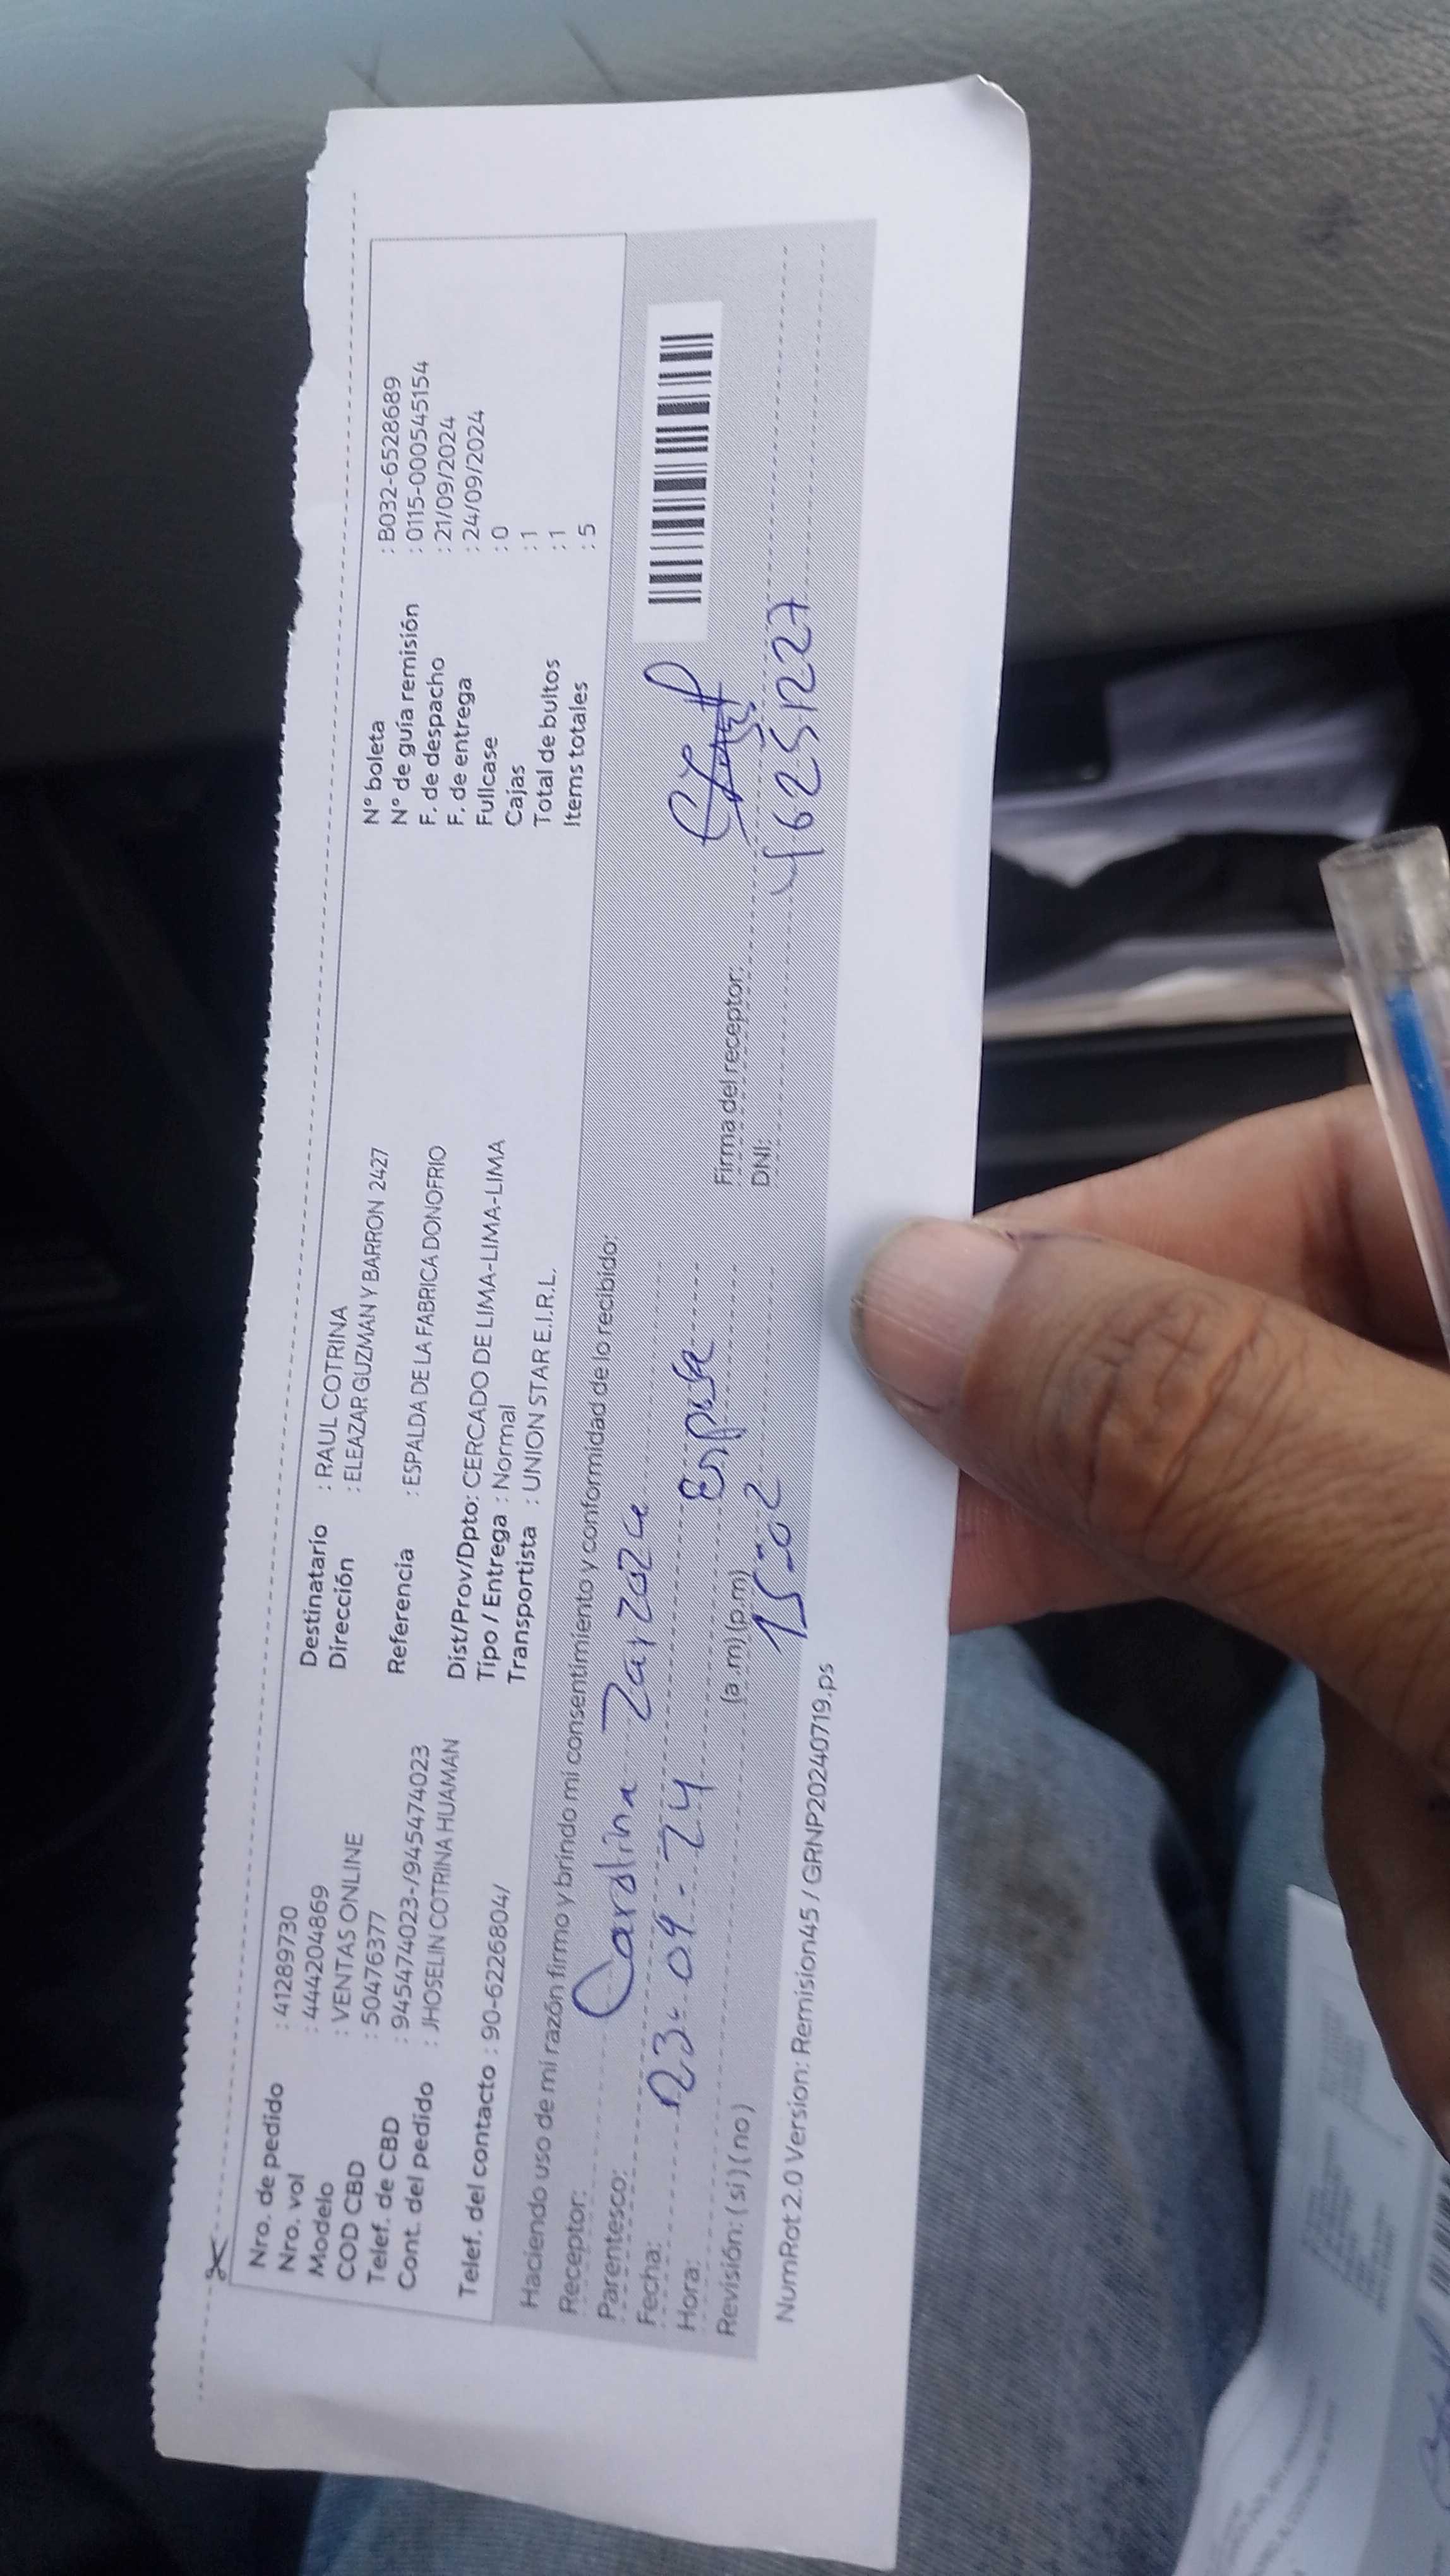 Nro. de pedido : 41289730
Nro. vol : 4442204869
Modelo : VENTAS ONLINE
COD CBD : 50476377
Telef. de CBD : 945474023-/945474023
Cont. del pedido : JHOSELIN COTRINA HUAMAN
Telef. del contacto : 90-6226804/
Destinatario : RAUL COTRINA
Dirección : ELEAZAR GUZMAN Y BARRON 2427
Referencia : ESPALDA DE LA FABRICA DONOFRIO
Dist/Prov/Dpto: CERCADO DE LIMA-LIMA-LIMA
Tipo / Entrega : Normal
Transportista : UNION STAR E.I.R.L.
N° boleta : B032-6528689
N° de guía remisión : 0115-000545154
F. de despacho : 21/09/2024
F. de entrega : 24/09/2024
Fullcase : 0
Cajas : 1
Total de bultos : 1
Items totales : 5
Haciendo uso de mi razón firmo y brindo mi consentimiento y conformidad de lo recibido:
Receptor: Carolina Zarzaza
Parentesco: Esposa
Fecha: 23-09-24
Hora: (a.m) (p.m) 15-02
Revisión: ( si ) ( no )
Firma del receptor:
DNI: 46251227
NumRot 2.0 Version: Remision45 / GRNP20240719.ps